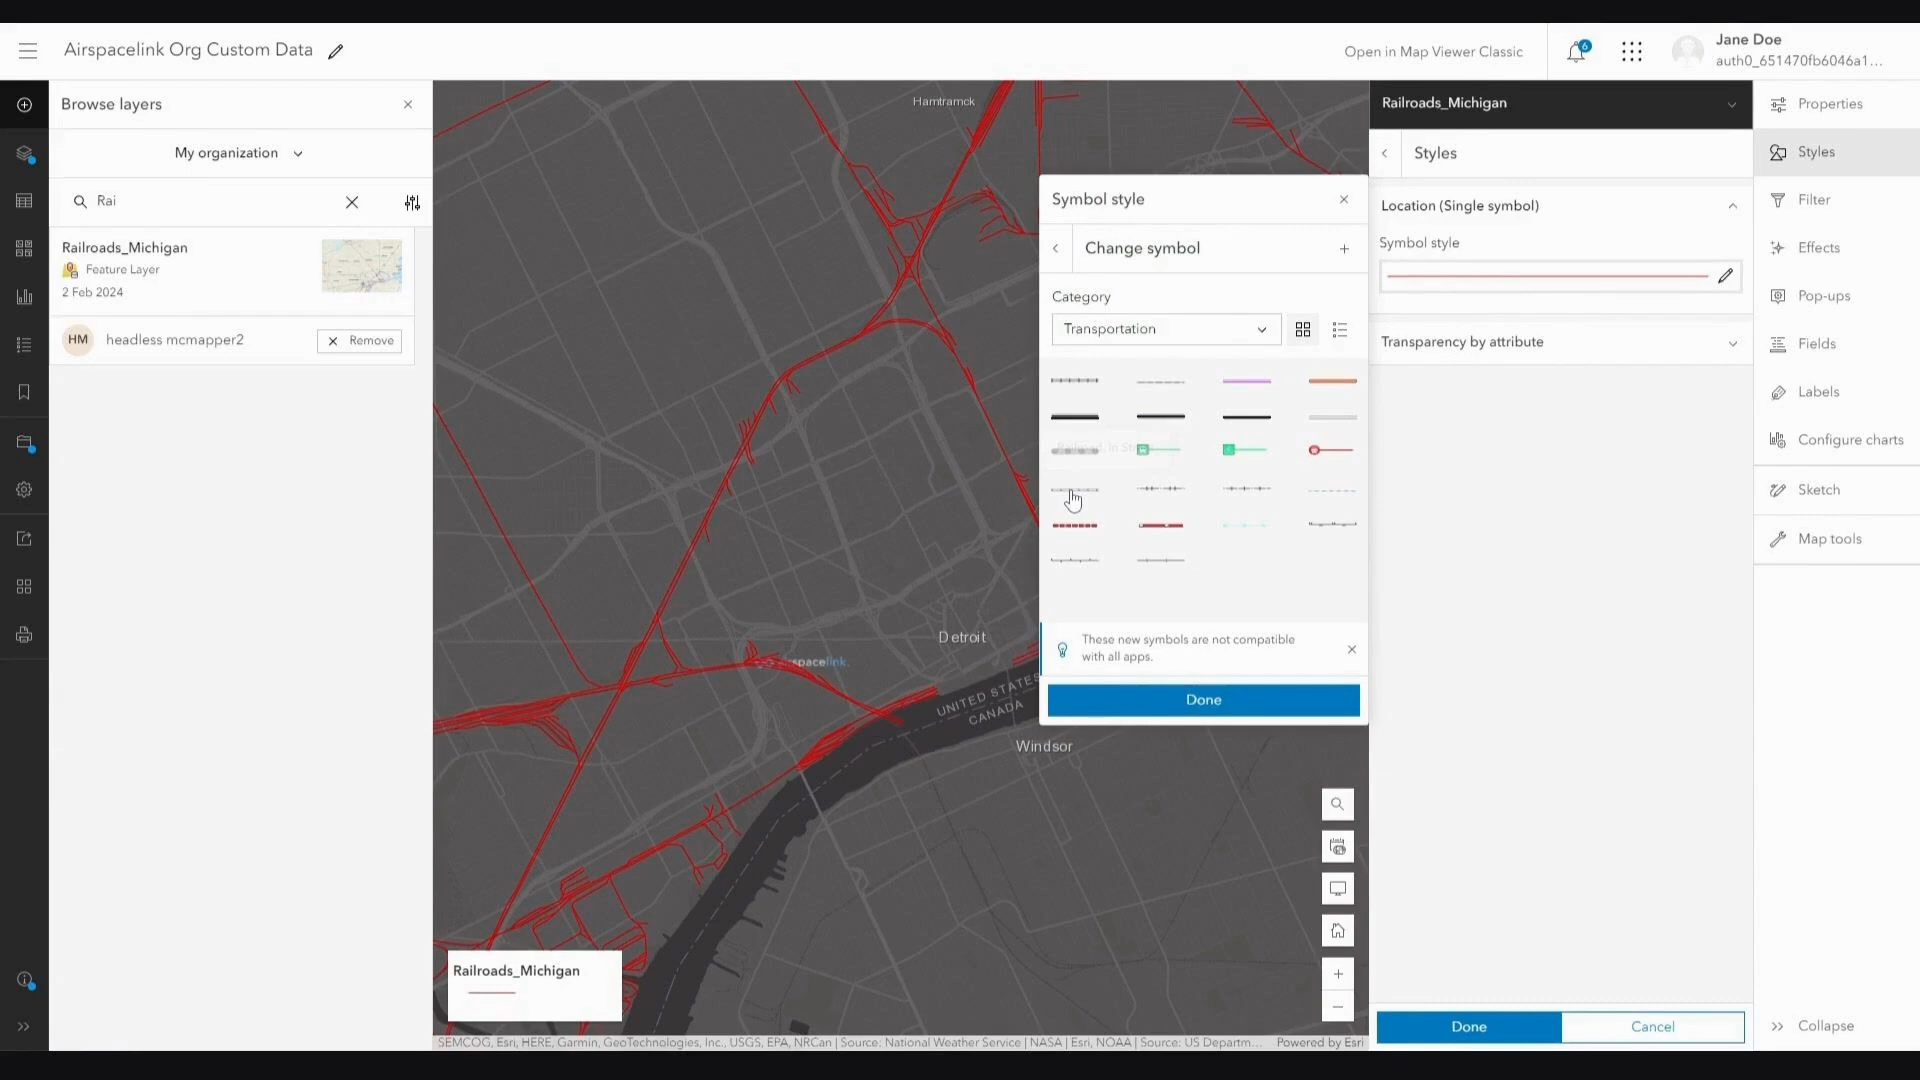 Airspacelink Org Custom Data
Open in Map Viewer Classic
6
Jane Doe
auth0_651470fb6046a1...
Browse layers
My organization
Rai
Railroads_Michigan
Feature Layer
2 Feb 2024
HM
headless mcmapper2
Remove
Hamtramck
Detroit
UNITED STATES
CANADA
Windsor
Railroads_Michigan
SEMCOG, Esri, HERE, Garmin, GeoTechnologies, Inc., USGS, EPA, NRCan | Source: National Weather Service | NASA | Esri, NOAA | Source: US Departm...
Powered by Esri
Symbol style
Change symbol
Category
Transportation
These new symbols are not compatible
with all apps.
Done
Railroads_Michigan
Styles
Location (Single symbol)
Symbol style
Transparency by attribute
Done
Cancel
Properties
Styles
Filter
Effects
Pop-ups
Fields
Labels
Configure charts
Sketch
Map tools
Collapse